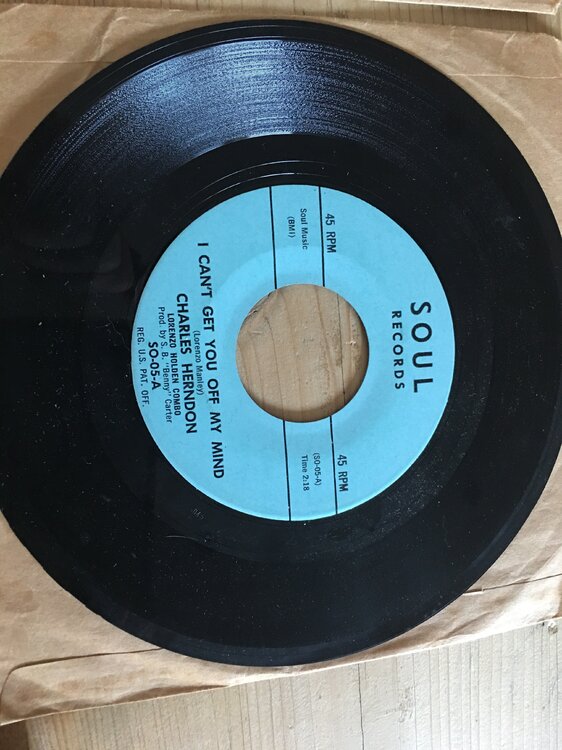 SOUL
RECORDS
45 RPM
45 RPM
Soul Music
(BMI)
(SO-05-A)
Time 2:18
I CAN'T GET YOU OFF MY MIND
(Lorenzo Manley)
CHARLES HERNDON
LORENZO HOLDEN COMBO
Prod. by S. B. "Benny" Carter
SO-05-A
REG. U.S. PAT. OFF.